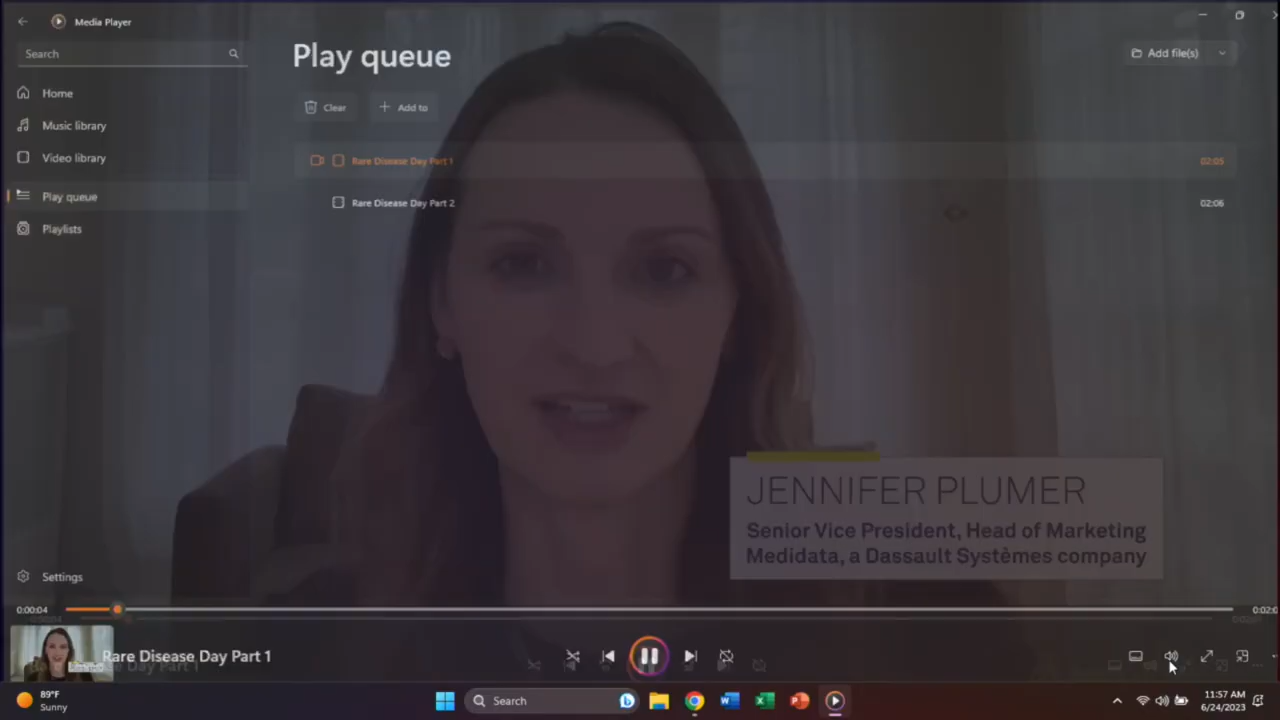 Media Player
Search
Play queue
Add file(s)
Home
Clear
Add to
Music library
Video library
Rare Disease Day Part 1
02:05
Play queue
Rare Disease Day Part 2
02:06
Playlists
JENNIFER PLUMER
Senior Vice President, Head of Marketing
Medidata, a Dassault Systèmes company
Settings
0:00:04
Rare Disease Day Part 1
89°F
Sunny
Search
11:57 AM
6/24/2023